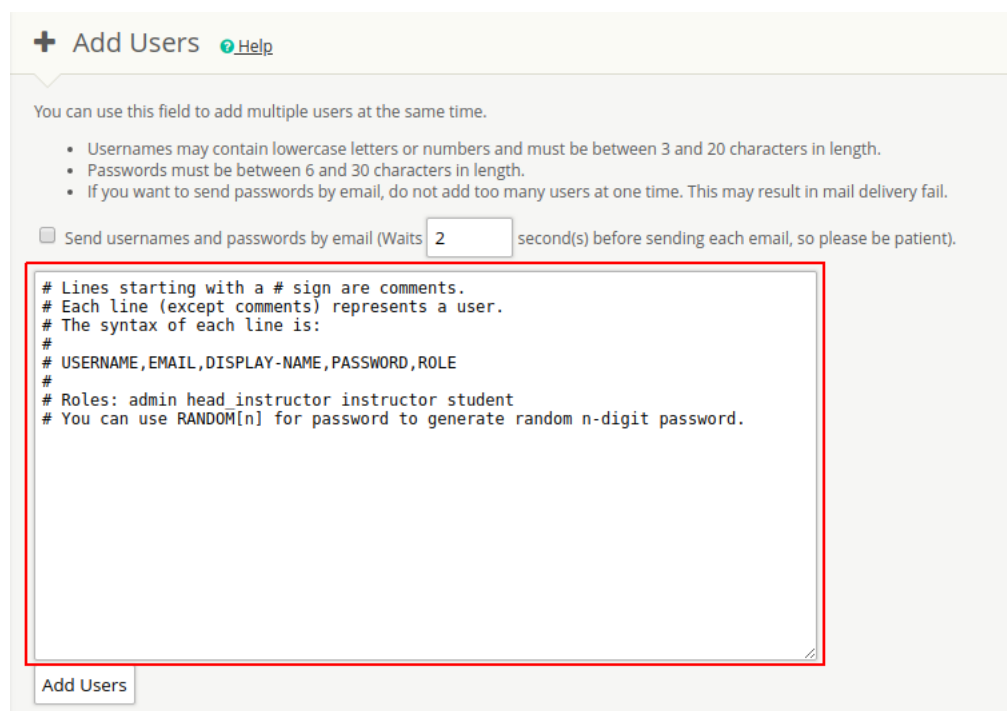 Add Users Help
You can use this field to add multiple users at the same time.
Usernames may contain lowercase letters or numbers and must be between 3 and 20 characters in length.
Passwords must be between 6 and 30 characters in length.
If you want to send passwords by email, do not add too many users at one time. This may result in mail delivery fail.
Send usernames and passwords by email (Waits 2 second(s) before sending each email, so please be patient).
# Lines starting with a # sign are comments.
# Each line (except comments) represents a user.
# The syntax of each line is:
#
# USERNAME,EMAIL,DISPLAY-NAME,PASSWORD,ROLE
#
# Roles: admin head_instructor instructor student
# You can use RANDOM[n] for password to generate random n-digit password.
Add Users